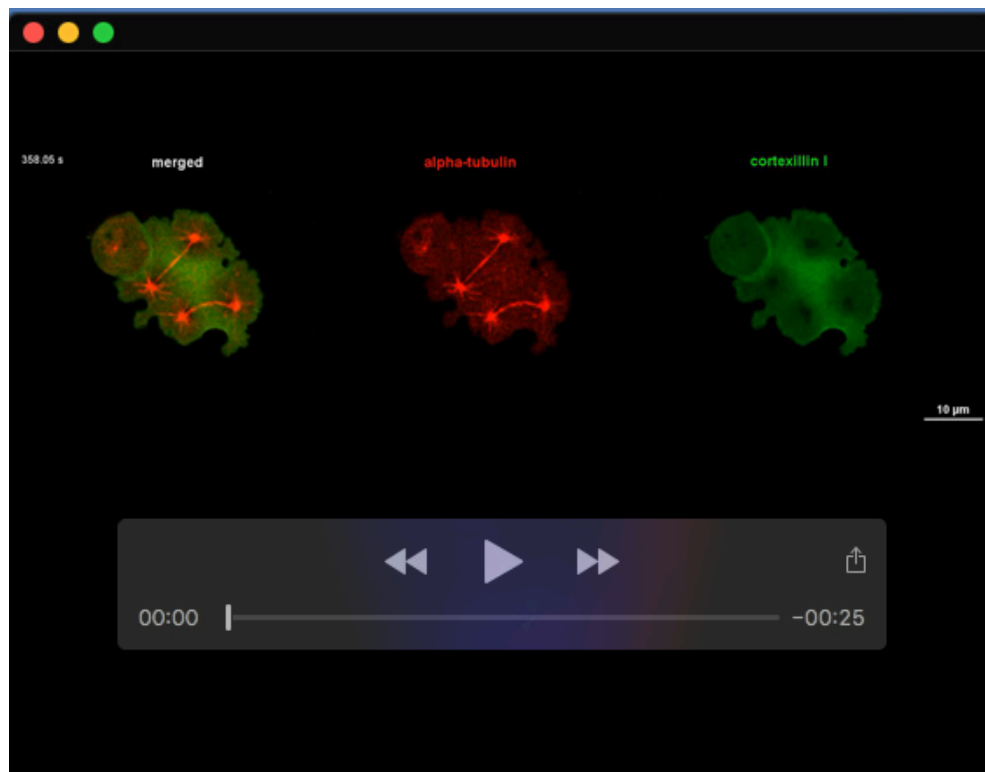 358.05 s
merged
alpha-tubulin
cortexillin I
10 µm
00:00
-00:25